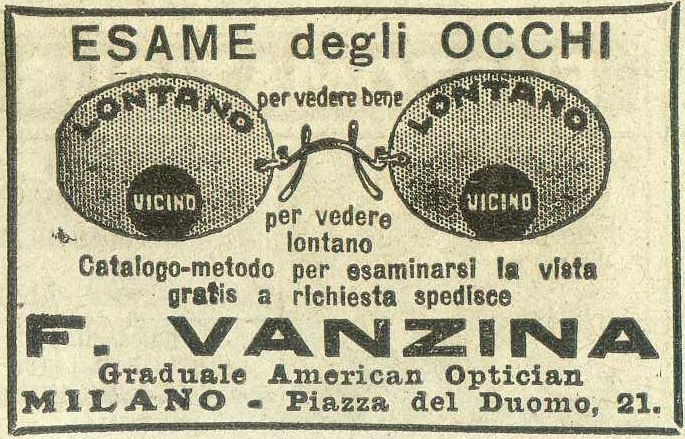 ESAME degli OCCHI
LONTANO per vedere bene LONTANO
VICINO VICINO
per vedere
lontano
Catalogo-metodo per esaminarsi la vista
gratis a richiesta spedisce
F. VANZINA
Graduale American Optician
MILANO - Piazza del Duomo, 21.